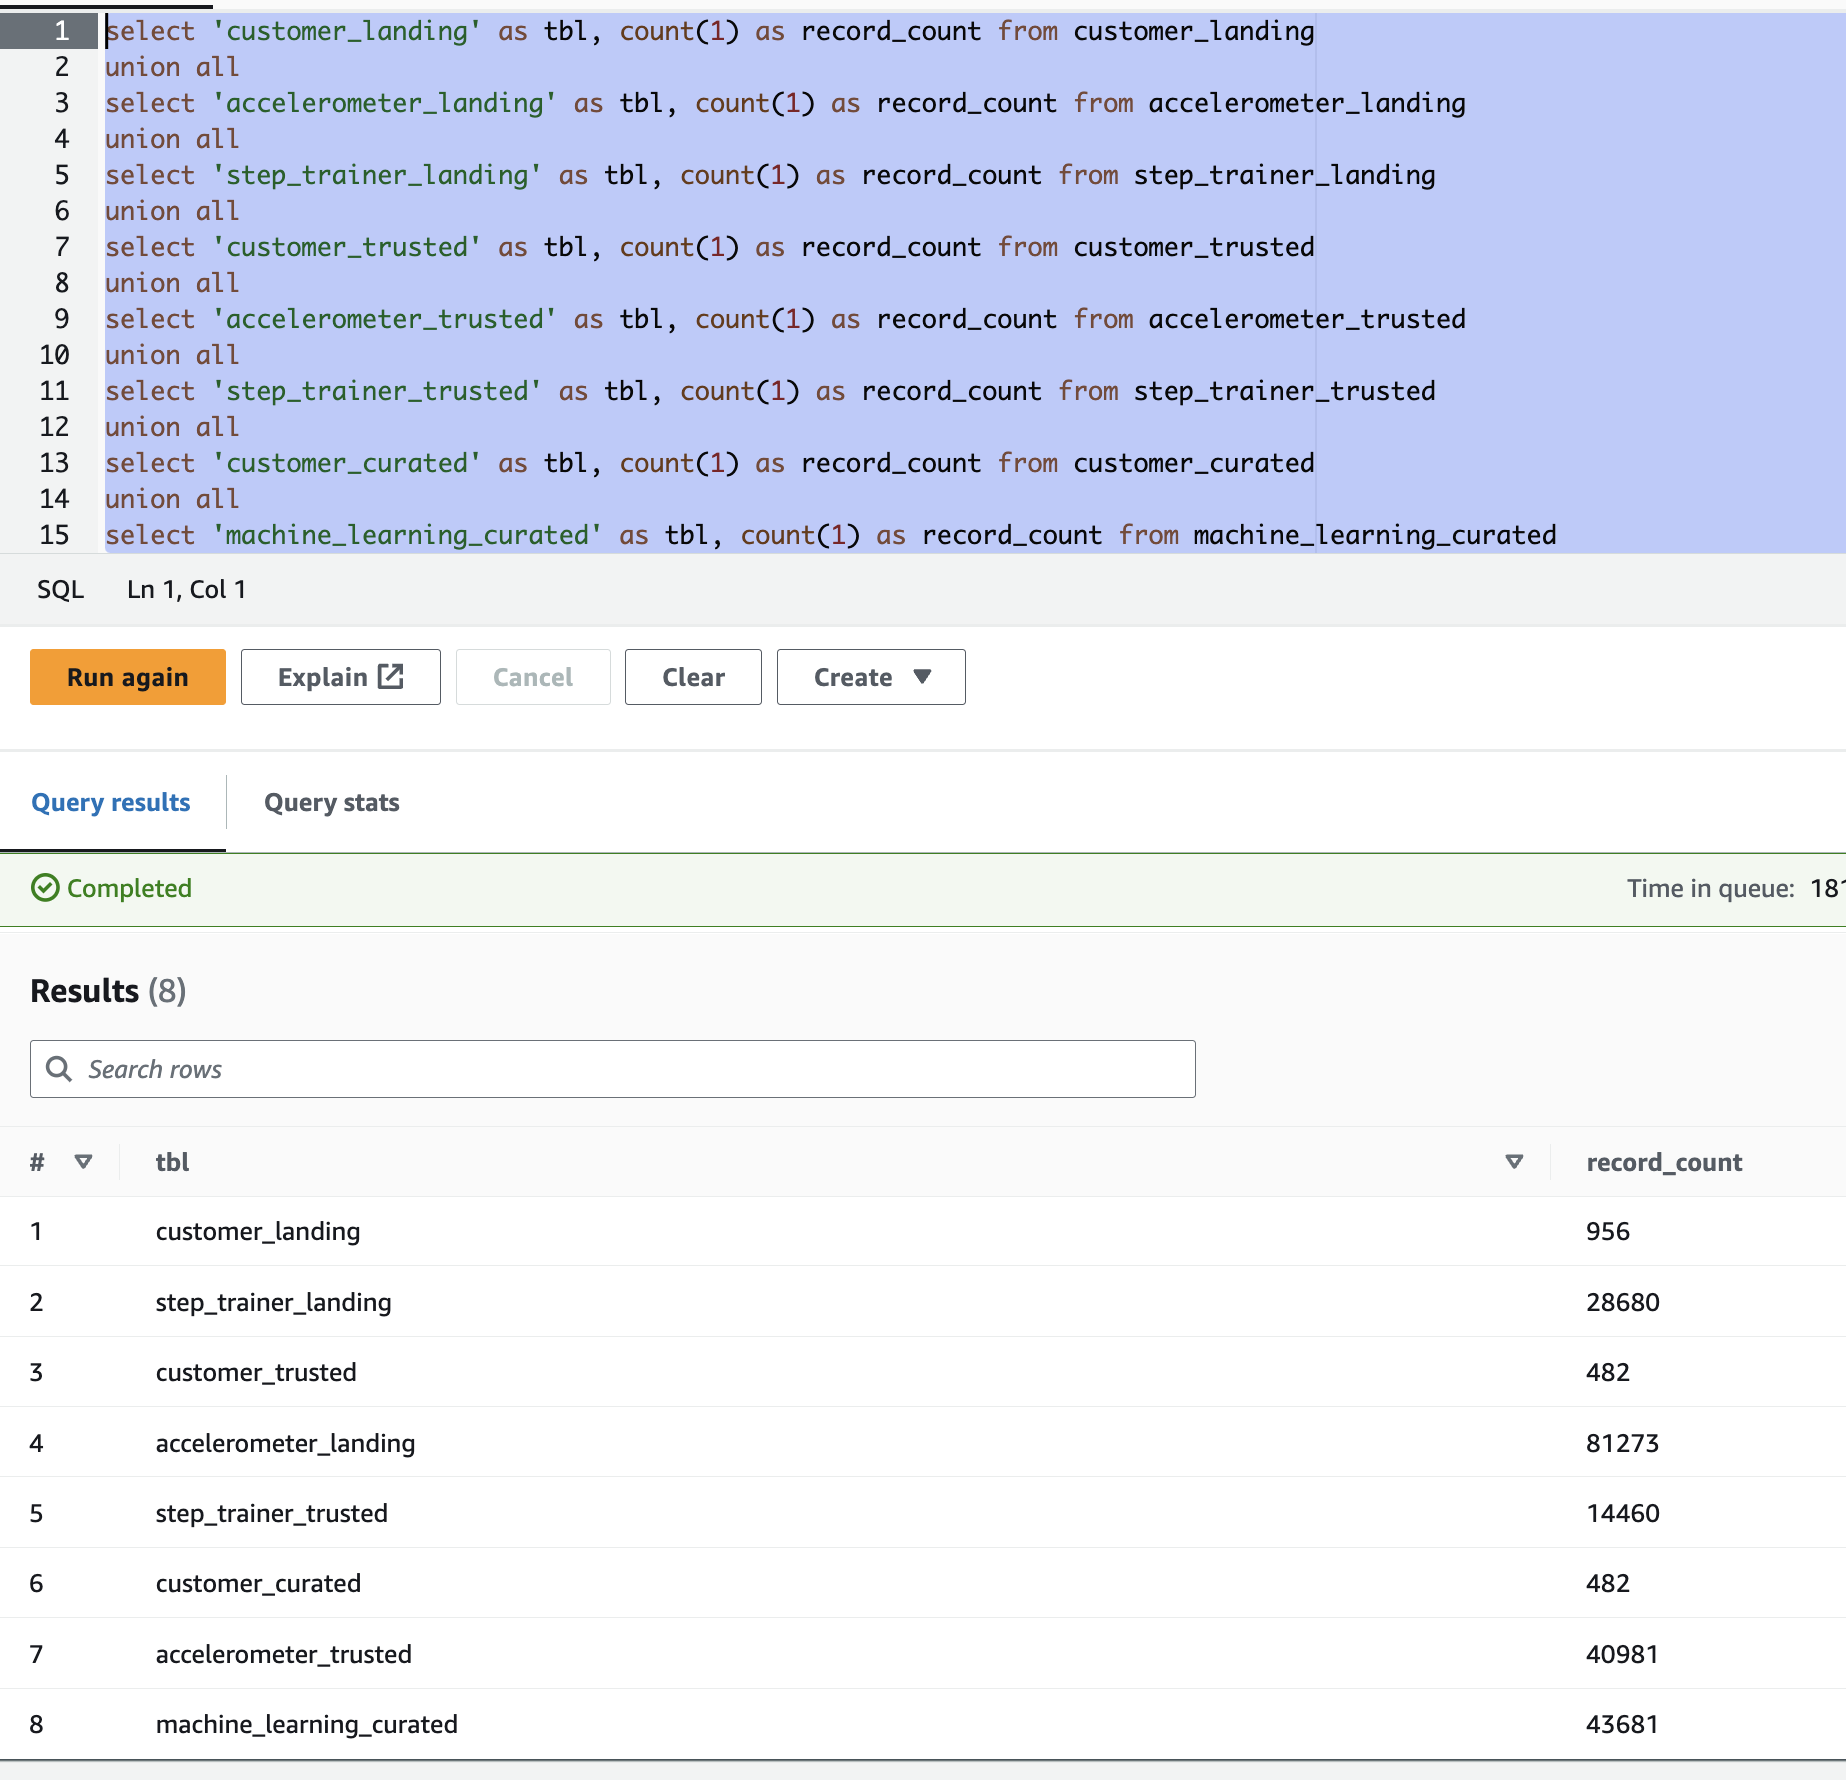 1 select 'customer_landing' as tbl, count(1) as record_count from customer_landing
2 union all
3 select 'accelerometer_landing' as tbl, count(1) as record_count from accelerometer_landing
4 union all
5 select 'step_trainer_landing' as tbl, count(1) as record_count from step_trainer_landing
6 union all
7 select 'customer_trusted' as tbl, count(1) as record_count from customer_trusted
8 union all
9 select 'accelerometer_trusted' as tbl, count(1) as record_count from accelerometer_trusted
10 union all
11 select 'step_trainer_trusted' as tbl, count(1) as record_count from step_trainer_trusted
12 union all
13 select 'customer_curated' as tbl, count(1) as record_count from customer_curated
14 union all
15 select 'machine_learning_curated' as tbl, count(1) as record_count from machine_learning_curated
SQL Ln 1, Col 1
Run again Explain Cancel Clear Create
Query results Query stats
Completed Time in queue: 181
Results (8)
Search rows
# tbl record_count
1 customer_landing 956
2 step_trainer_landing 28680
3 customer_trusted 482
4 accelerometer_landing 81273
5 step_trainer_trusted 14460
6 customer_curated 482
7 accelerometer_trusted 40981
8 machine_learning_curated 43681